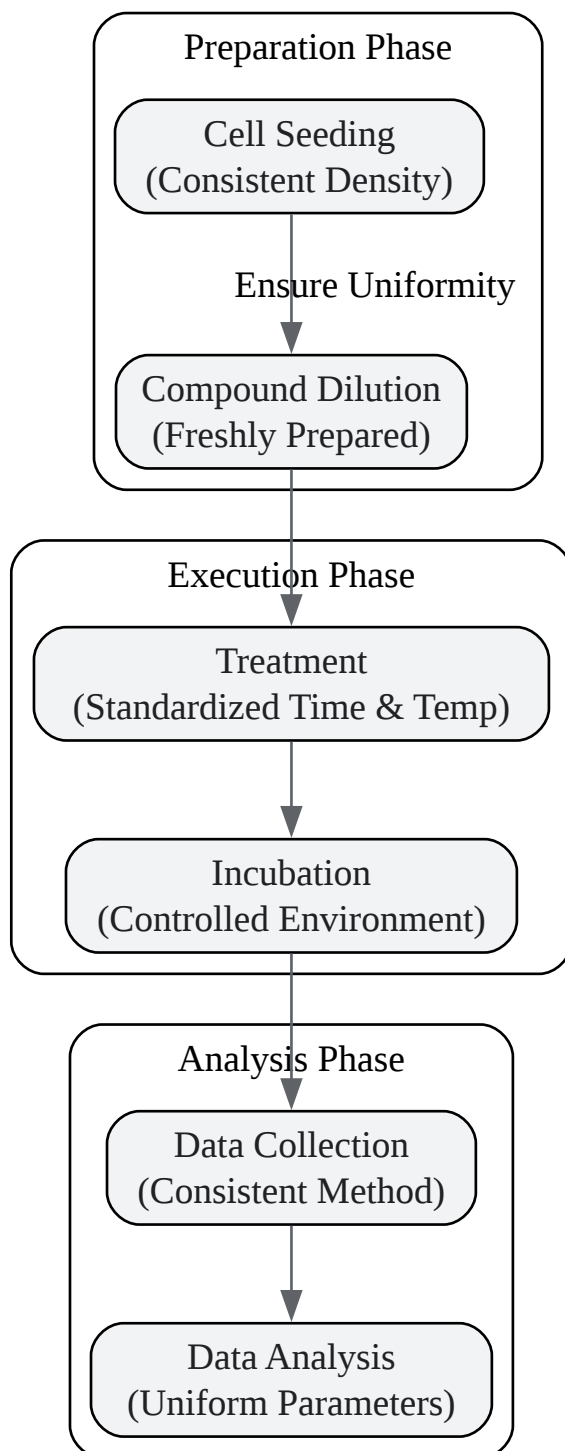 Preparation Phase
Cell Seeding
(Consistent Density)
Ensure Uniformity
Compound Dilution
(Freshly Prepared)
Execution Phase
Treatment
(Standardized Time & Temp)
Incubation
(Controlled Environment)
Analysis Phase
Data Collection
(Consistent Method)
Data Analysis
(Uniform Parameters)